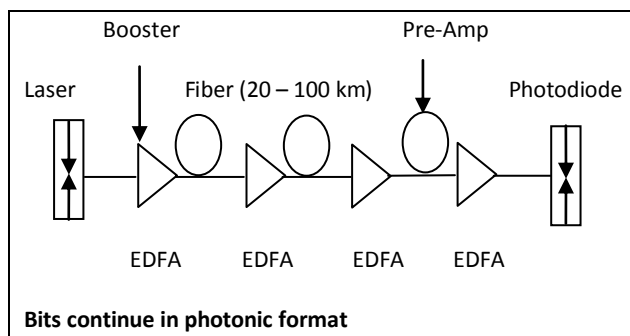 Booster
Pre-Amp
Laser
Fiber (20 – 100 km)
Photodiode
EDFA
EDFA
EDFA
EDFA
Bits continue in photonic format